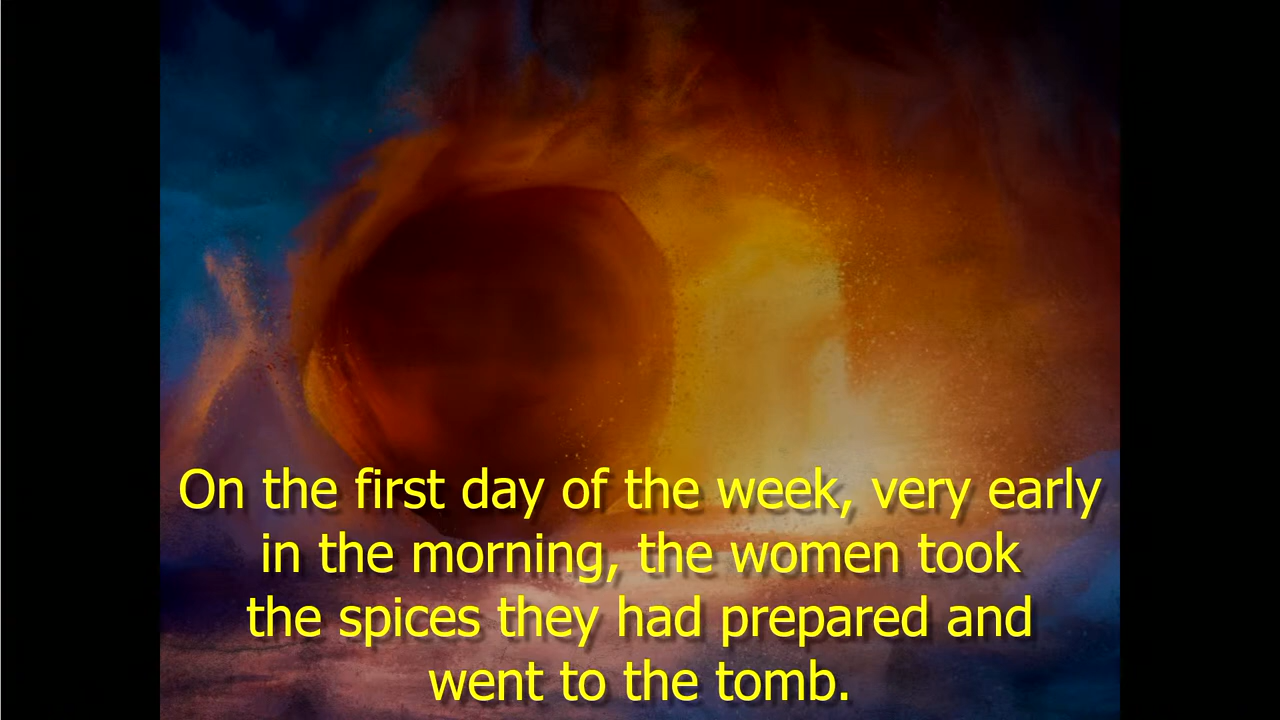 On the first day of the week, very early
in the morning, the women took
the spices they had prepared and
went to the tomb.